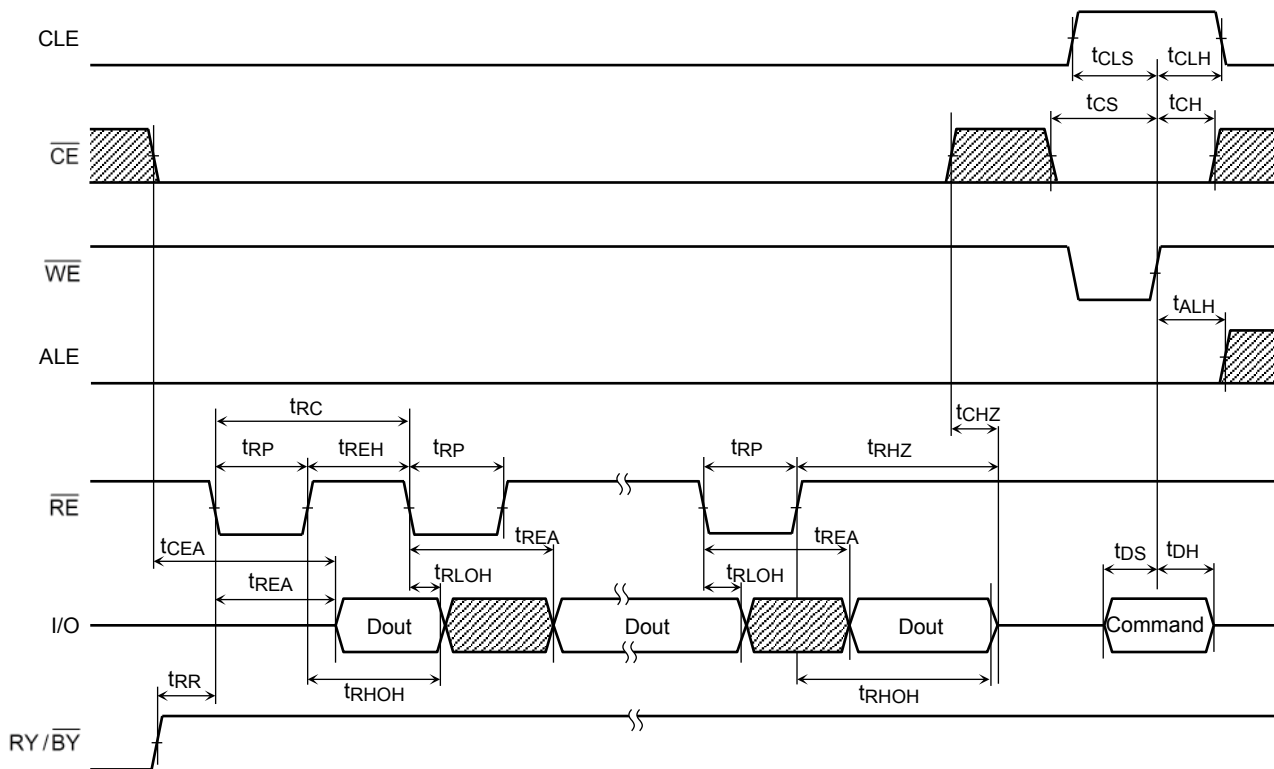 CLE
tCLS tCLH
tCS tCH
CE
WE
tALH
ALE
tRC
tCHZ
tRP tREH tRP tRP tRHZ
RE
tCEA tREA tREA
tDS tDH
tREA tRLOH tRLOH
I/O Dout Dout Dout Command
tRR tRHOH tRHOH
RY/BY